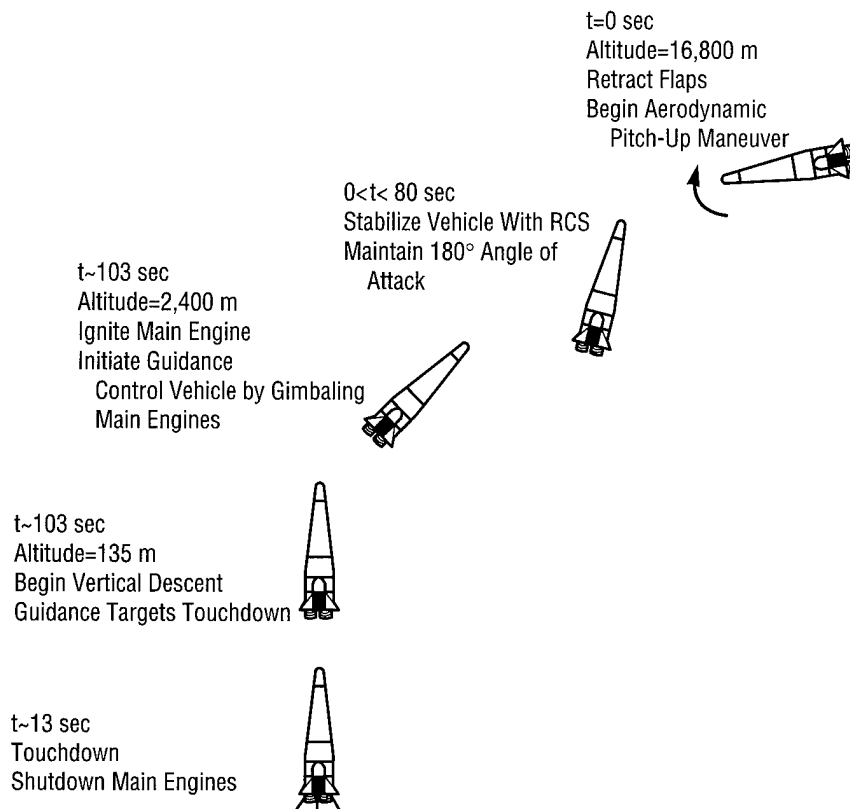 t=0 sec
Altitude=16,800 m
Retract Flaps
Begin Aerodynamic
Pitch-Up Maneuver
0<t< 80 sec
Stabilize Vehicle With RCS
Maintain 180° Angle of
Attack
t~103 sec
Altitude=2,400 m
Ignite Main Engine
Initiate Guidance
Control Vehicle by Gimbaling
Main Engines
t~103 sec
Altitude=135 m
Begin Vertical Descent
Guidance Targets Touchdown
t~13 sec
Touchdown
Shutdown Main Engines